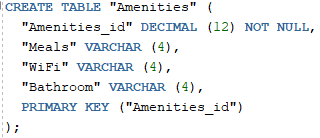 CREATE TABLE "Amenities" (
"Amenities_id" DECIMAL (12) NOT NULL,
"Meals" VARCHAR (4),
"WiFi" VARCHAR (4),
"Bathroom" VARCHAR (4),
PRIMARY KEY ("Amenities_id")
);